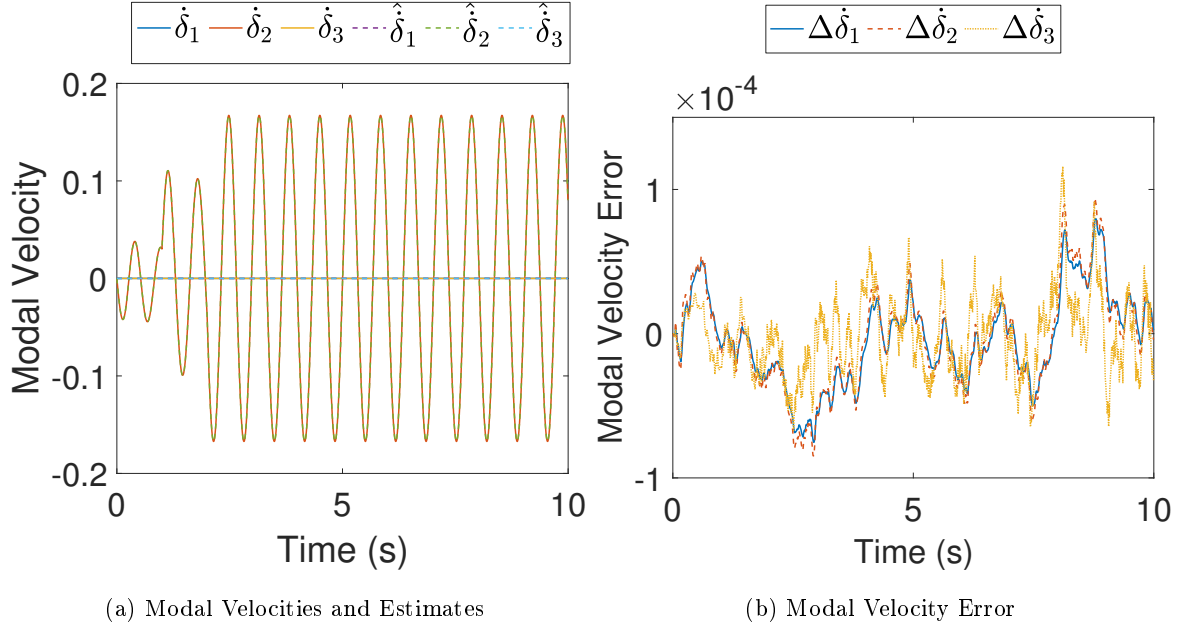 δ̇₁ δ̇₂ δ̇₃ δ̇̂₁ δ̇̂₂ δ̇̂₃
0.2
0.1
0
-0.1
-0.2
Modal Velocity
0 5 10
Time (s)
(a) Modal Velocities and Estimates
Δδ̇₁ Δδ̇₂ Δδ̇₃
×10⁻⁴
1
0
-1
Modal Velocity Error
0 5 10
Time (s)
(b) Modal Velocity Error